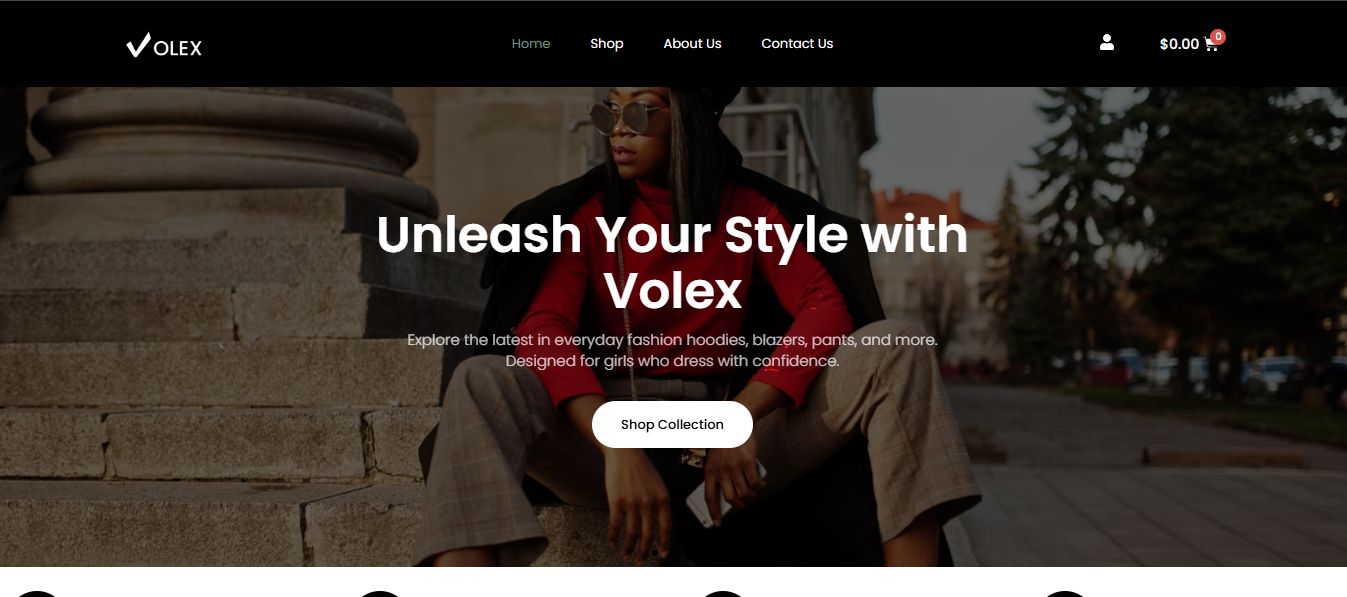 OLEX
Home
Shop
About Us
Contact Us
$0.00
0
Unleash Your Style with
Volex
Explore the latest in everyday fashion hoodies, blazers, pants, and more.
Designed for girls who dress with confidence.
Shop Collection